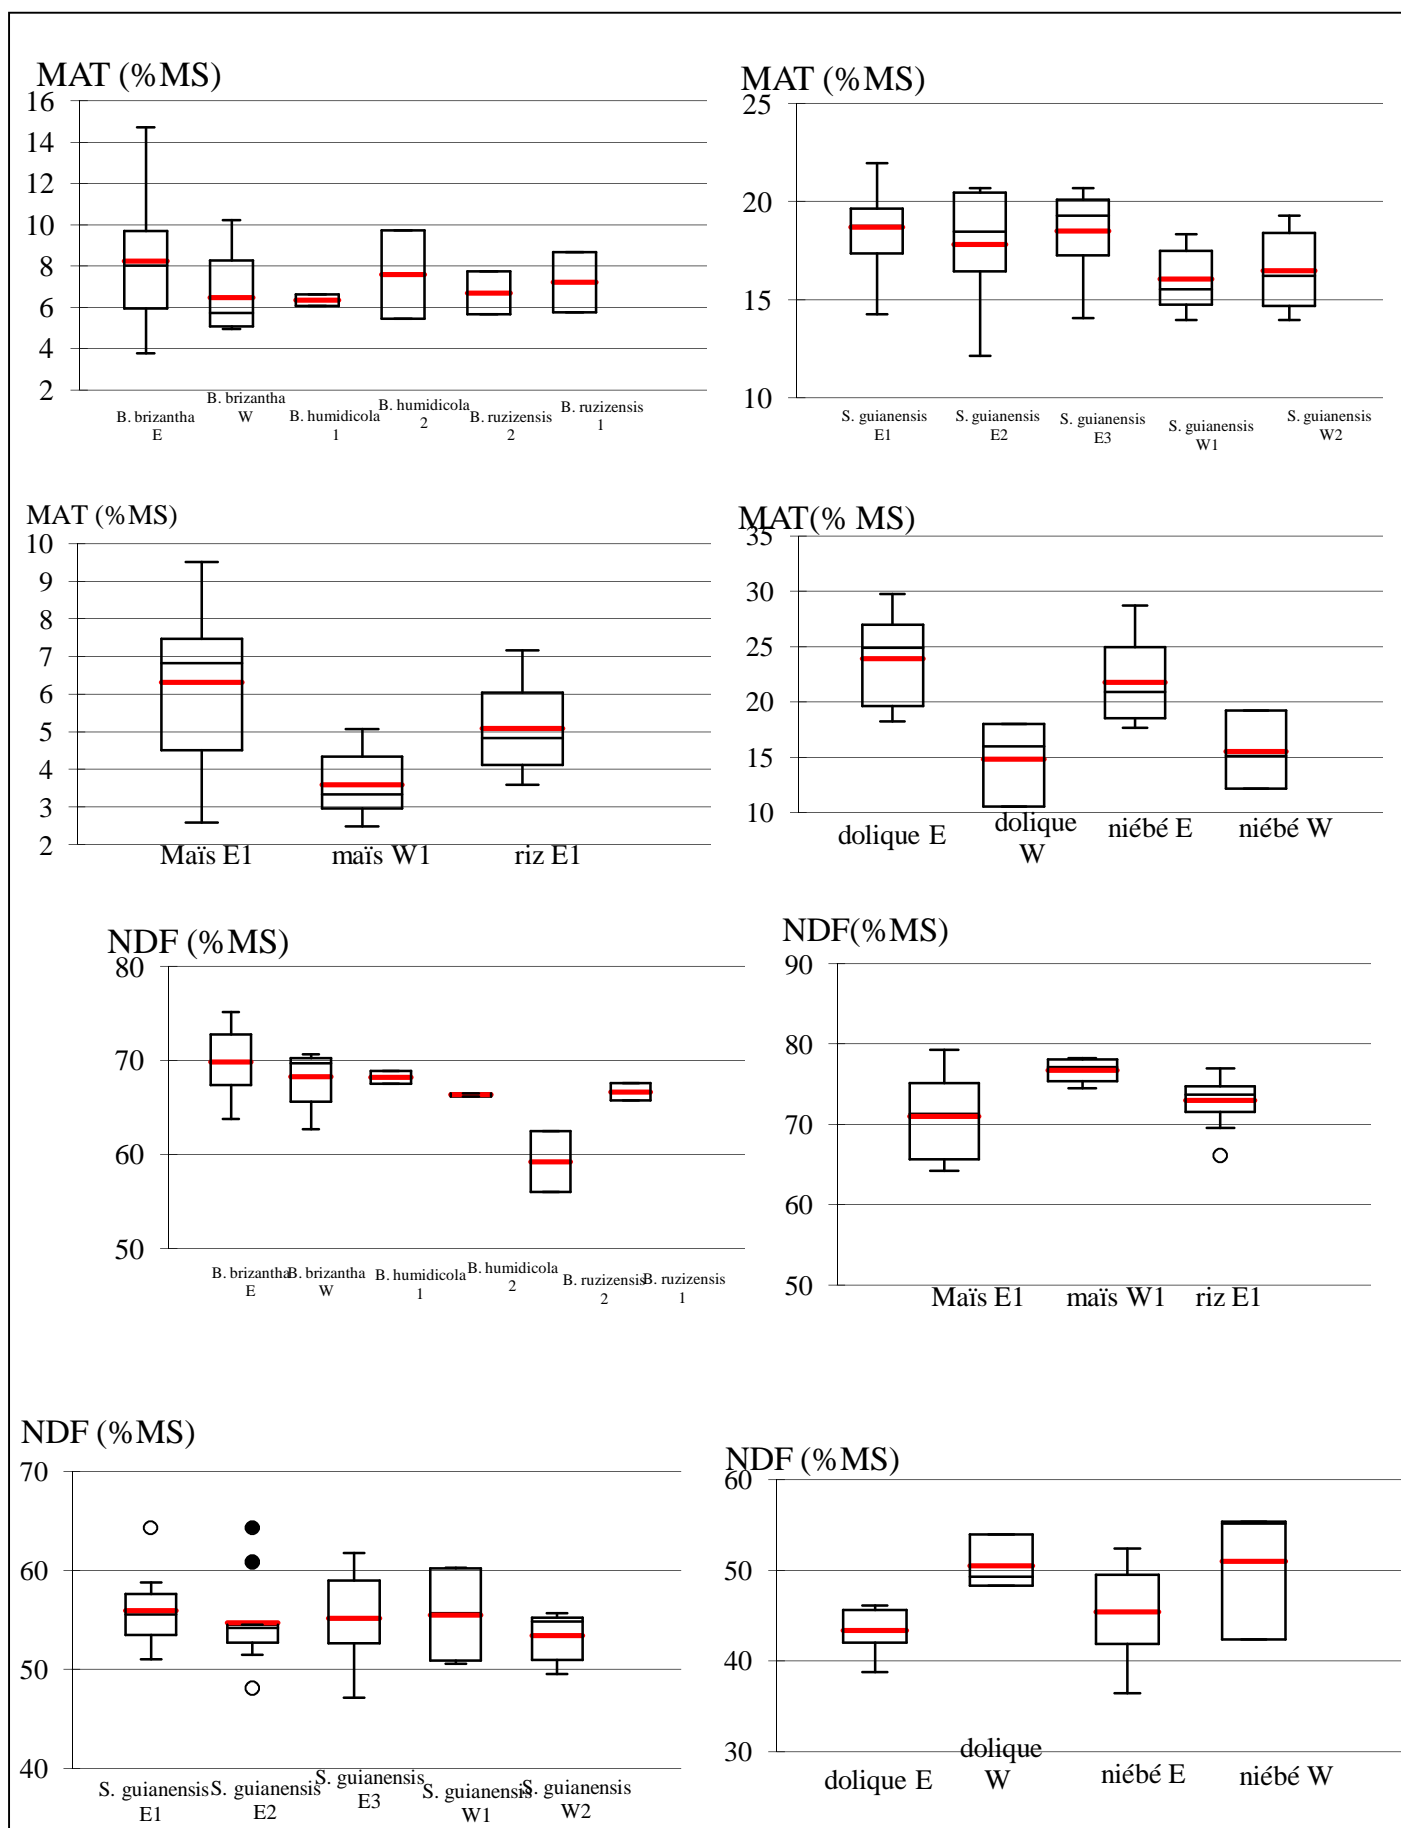 MAT (%MS)
16
14
12
10
8
6
4
2
B. brizantha
E
B. brizantha
W
B. humidicola
1
B. humidicola
2
B. ruzizensis
2
B. ruzizensis
1
MAT (%MS)
25
20
15
10
S. guianensis
E1
S. guianensis
E2
S. guianensis
E3
S. guianensis
W1
S. guianensis
W2
MAT (%MS)
10
9
8
7
6
5
4
3
2
Maïs E1
maïs W1
riz E1
MAT(% MS)
35
30
25
20
15
10
dolique E
dolique
W
niébé E
niébé W
NDF (%MS)
80
70
60
50
B. brizantha
E
B. brizantha
W
B. humidicola
1
B. humidicola
2
B. ruzizensis
2
B. ruzizensis
1
NDF(%MS)
90
80
70
60
50
Maïs E1
maïs W1
riz E1
NDF (%MS)
70
60
50
40
S. guianensis
E1
S. guianensis
E2
S. guianensis
E3
S. guianensis
W1
S. guianensis
W2
NDF (%MS)
60
50
40
30
dolique E
dolique
W
niébé E
niébé W